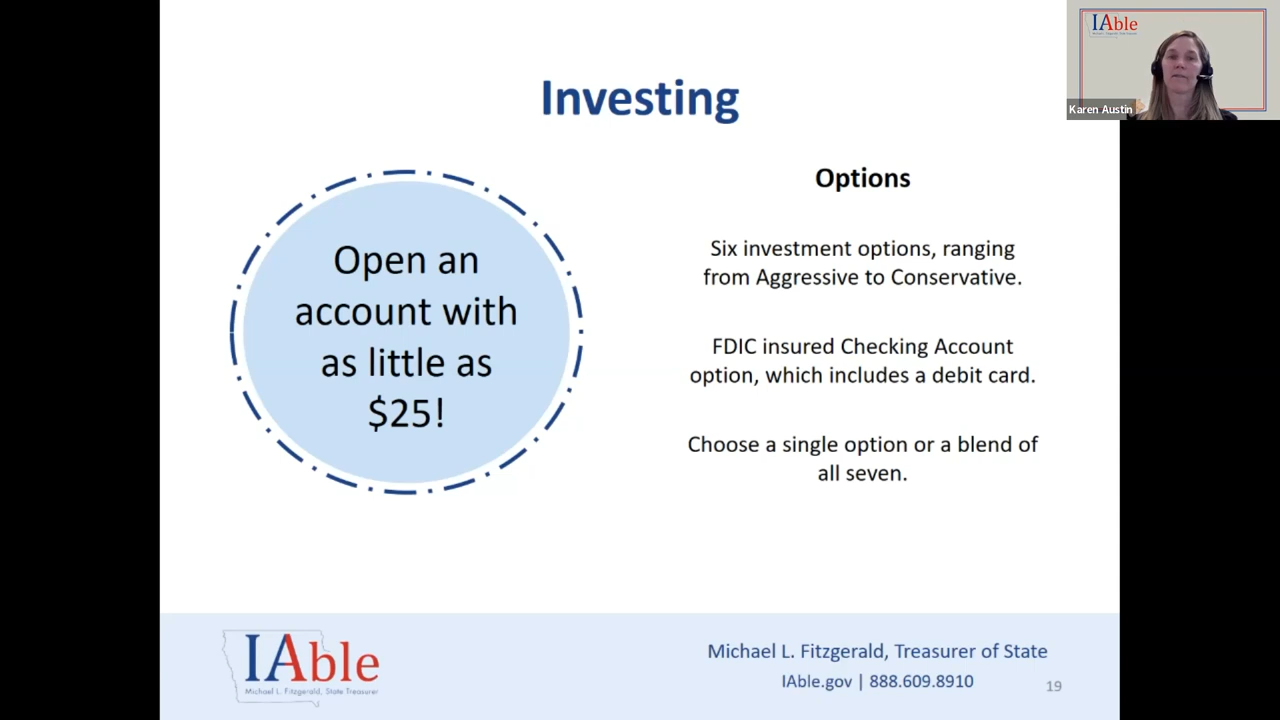 Investing
Open an
account with
as little as
$25!
Options
Six investment options, ranging
from Aggressive to Conservative.
FDIC insured Checking Account
option, which includes a debit card.
Choose a single option or a blend of
all seven.
IAble
Michael L. Fitzgerald, State Treasurer
Michael L. Fitzgerald, Treasurer of State
IAble.gov | 888.609.8910
19
IAble
Karen Austin